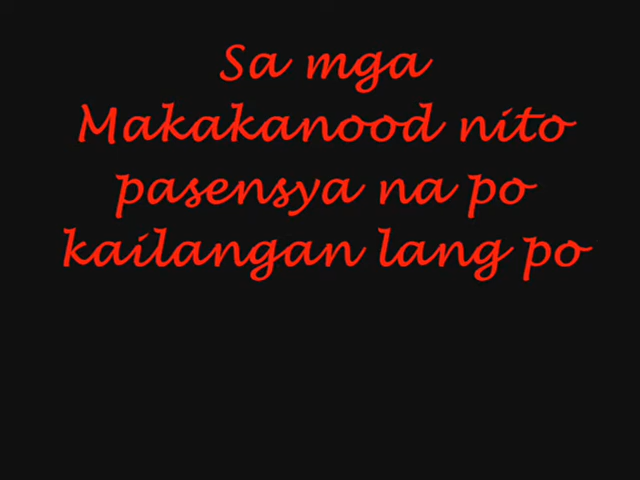 Sa mga
Makakanood nito
pasensya na po
kailangan lang po